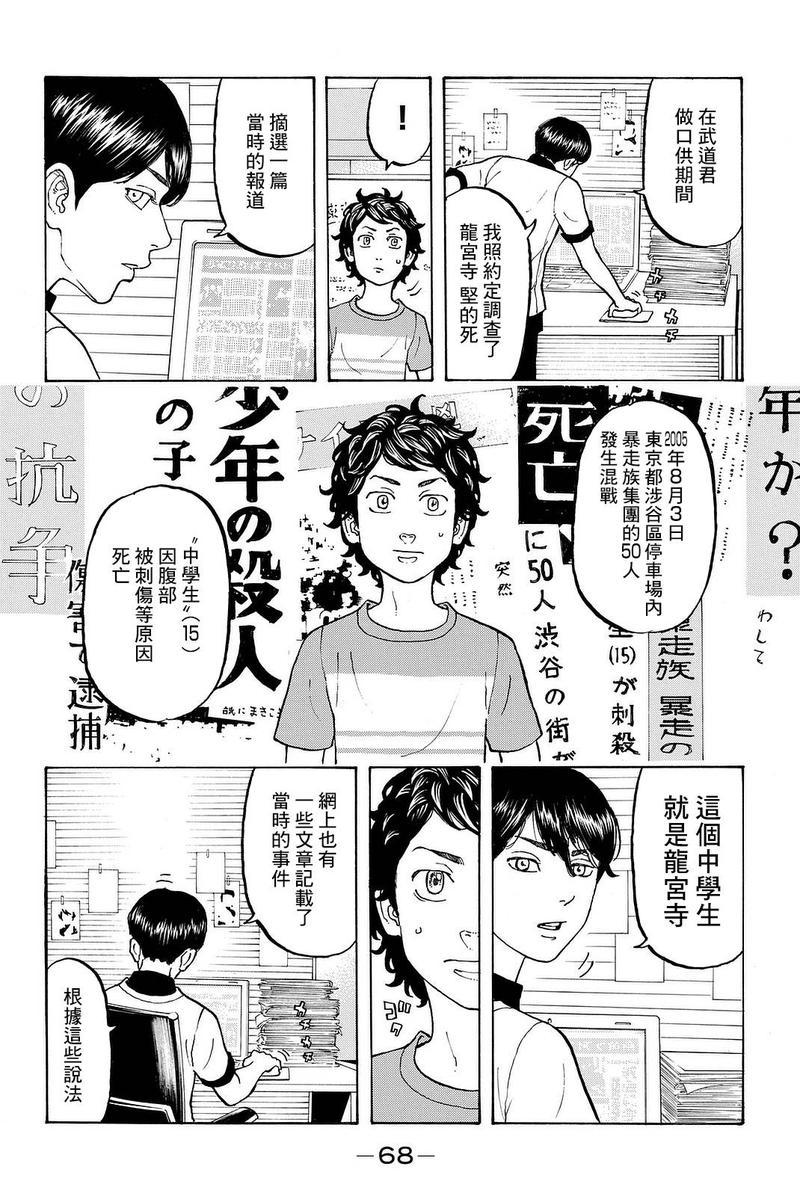 在武道君
做口供期間
我照約定調查了
龍宮寺 堅的死
!
摘選一篇
當時的報道
年か?
わして
2005年8月3日
東京都涉谷區停車場內
暴走族集團的50人
發生混戰
暴走族 暴走の
(15)が刺殺
死亡
突然
に50人渋谷の街が
少年の殺人
の子
“中學生”(15)
因腹部
被刺傷等原因
死亡
の抗争
傷害で逮捕
這個中學生
就是龍宮寺
ゴク
網上也有
一些文章記載了
當時的事件
根據這些說法
—68—